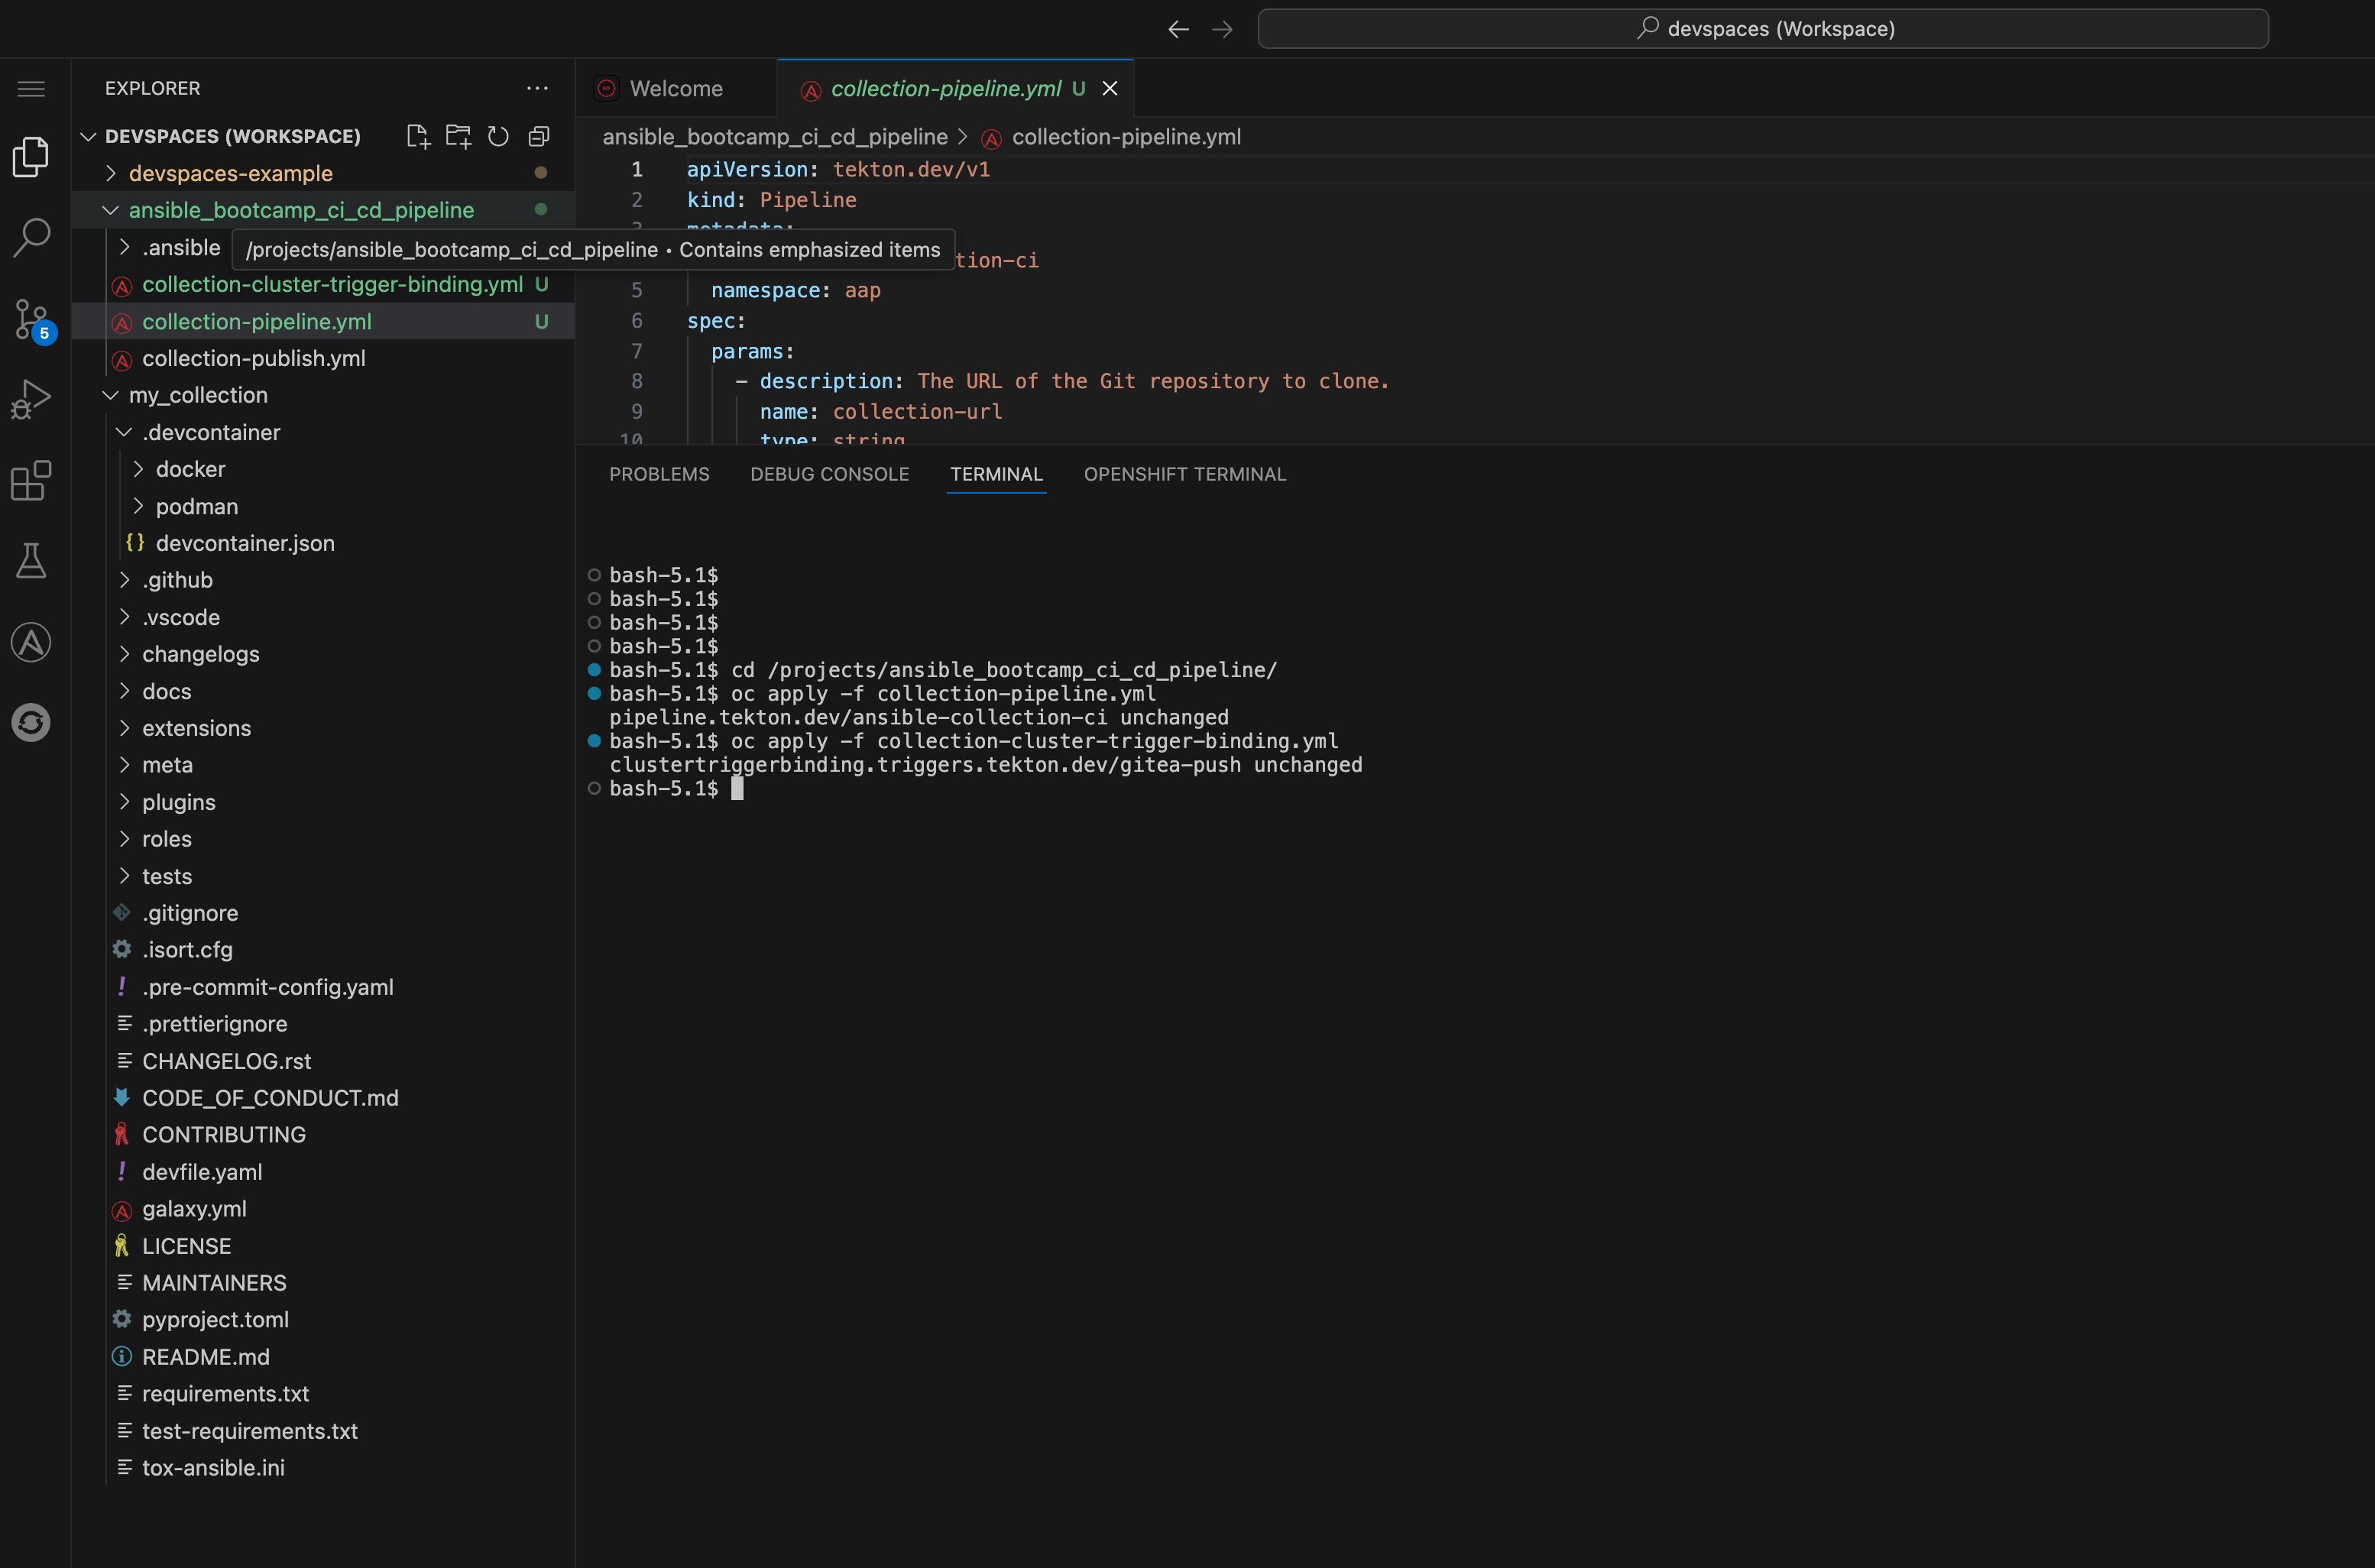 devspaces (Workspace)
EXPLORER
DEVSPACES (WORKSPACE)
devspaces-example
ansible_bootcamp_ci_cd_pipeline
.ansible
/projects/ansible_bootcamp_ci_cd_pipeline • Contains emphasized items
collection-cluster-trigger-binding.yml U
collection-pipeline.yml U
collection-publish.yml
my_collection
.devcontainer
docker
podman
{} devcontainer.json
.github
.vscode
changelogs
docs
extensions
meta
plugins
roles
tests
.gitignore
.isort.cfg
! .pre-commit-config.yaml
.prettierignore
CHANGELOG.rst
CODE_OF_CONDUCT.md
CONTRIBUTING
! devfile.yaml
galaxy.yml
LICENSE
MAINTAINERS
pyproject.toml
README.md
requirements.txt
test-requirements.txt
tox-ansible.ini
5
Welcome
collection-pipeline.yml U
ansible_bootcamp_ci_cd_pipeline > collection-pipeline.yml
1 apiVersion: tekton.dev/v1
2 kind: Pipeline
3 metadata:
tion-ci
5 namespace: aap
6 spec:
7 params:
8 - description: The URL of the Git repository to clone.
9 name: collection-url
10 type: string
PROBLEMS DEBUG CONSOLE TERMINAL OPENSHIFT TERMINAL
bash-5.1$
bash-5.1$
bash-5.1$
bash-5.1$
bash-5.1$ cd /projects/ansible_bootcamp_ci_cd_pipeline/
bash-5.1$ oc apply -f collection-pipeline.yml
pipeline.tekton.dev/ansible-collection-ci unchanged
bash-5.1$ oc apply -f collection-cluster-trigger-binding.yml
clustertriggerbinding.triggers.tekton.dev/gitea-push unchanged
bash-5.1$